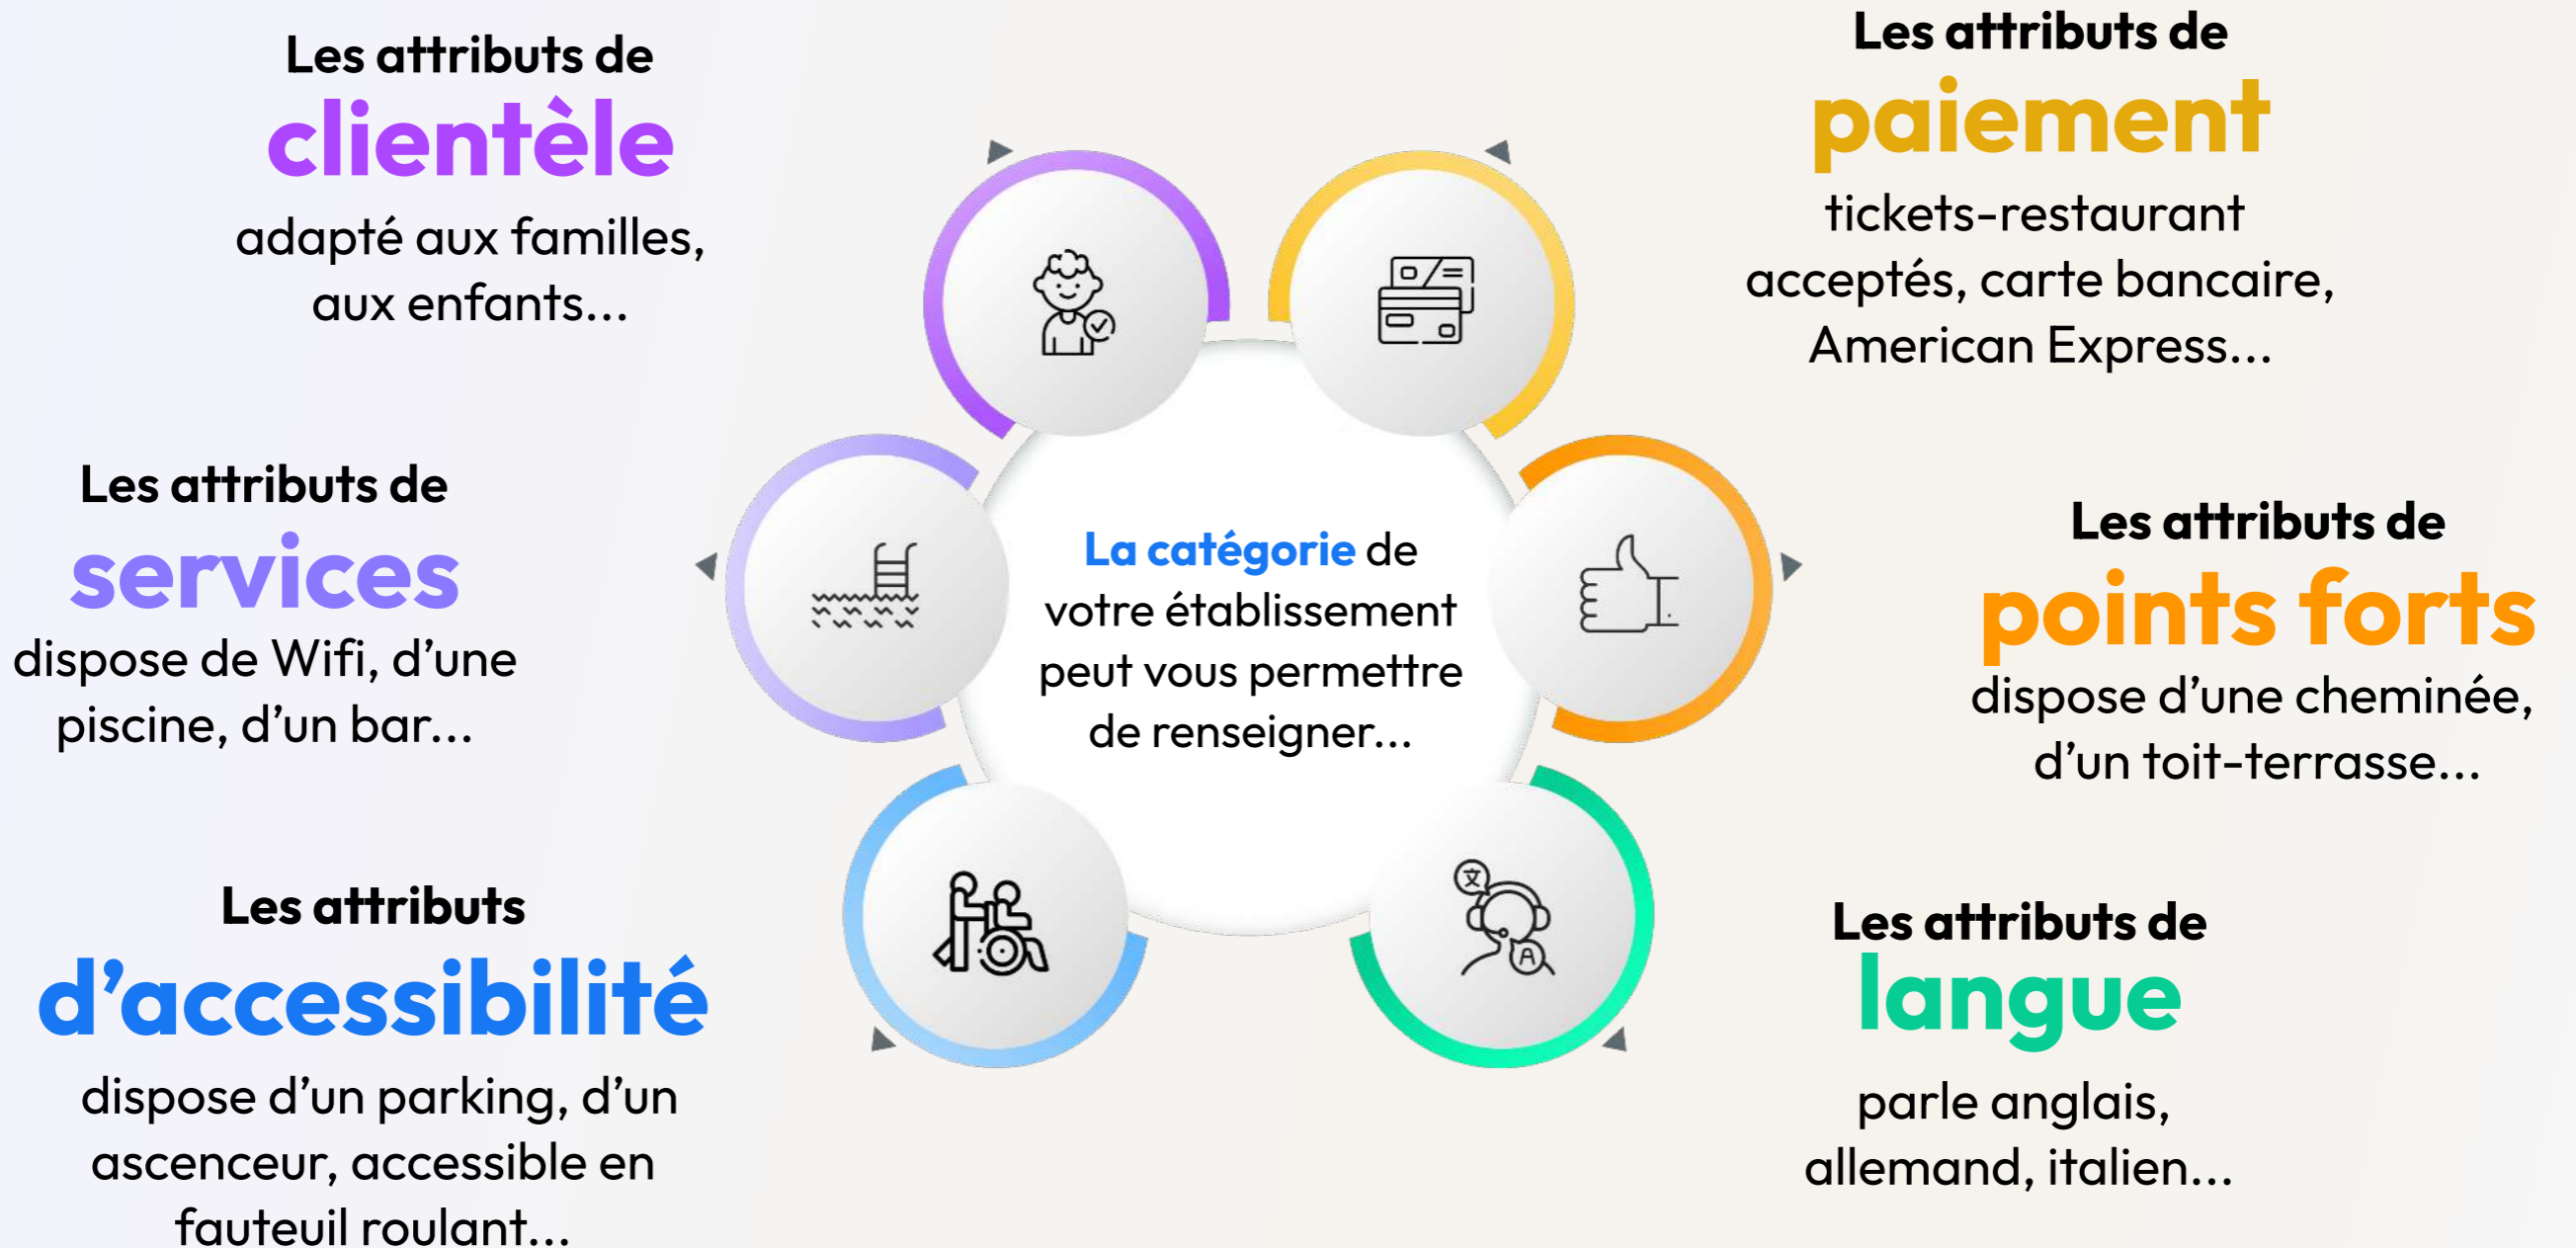 Les attributs de
clientèle
adapté aux familles,
aux enfants...
Les attributs de
paiement
tickets-restaurant
acceptés, carte bancaire,
American Express...
Les attributs de
services
dispose de Wifi, d’une
piscine, d’un bar...
La catégorie de
votre établissement
peut vous permettre
de renseigner...
Les attributs de
points forts
dispose d’une cheminée,
d’un toit-terrasse...
Les attributs
d’accessibilité
dispose d’un parking, d’un
ascenceur, accessible en
fauteuil roulant...
Les attributs de
langue
parle anglais,
allemand, italien...
文
A